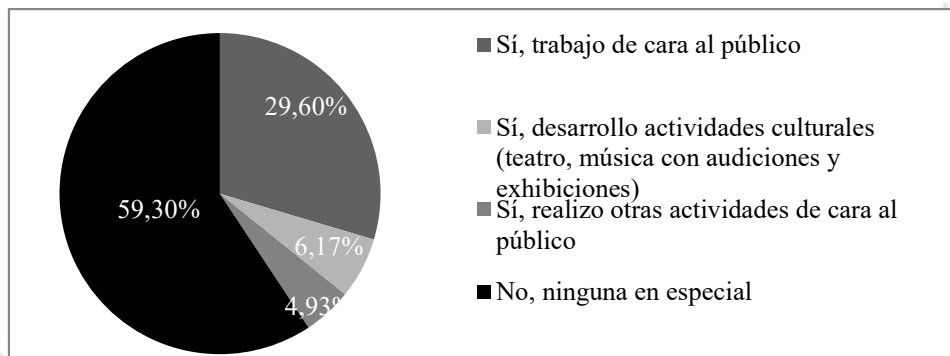 29,60%
6,17%
4,93%
59,30%
Sí, trabajo de cara al público
Sí, desarrollo actividades culturales
(teatro, música con audiciones y
exhibiciones)
Sí, realizo otras actividades de cara al
público
No, ninguna en especial